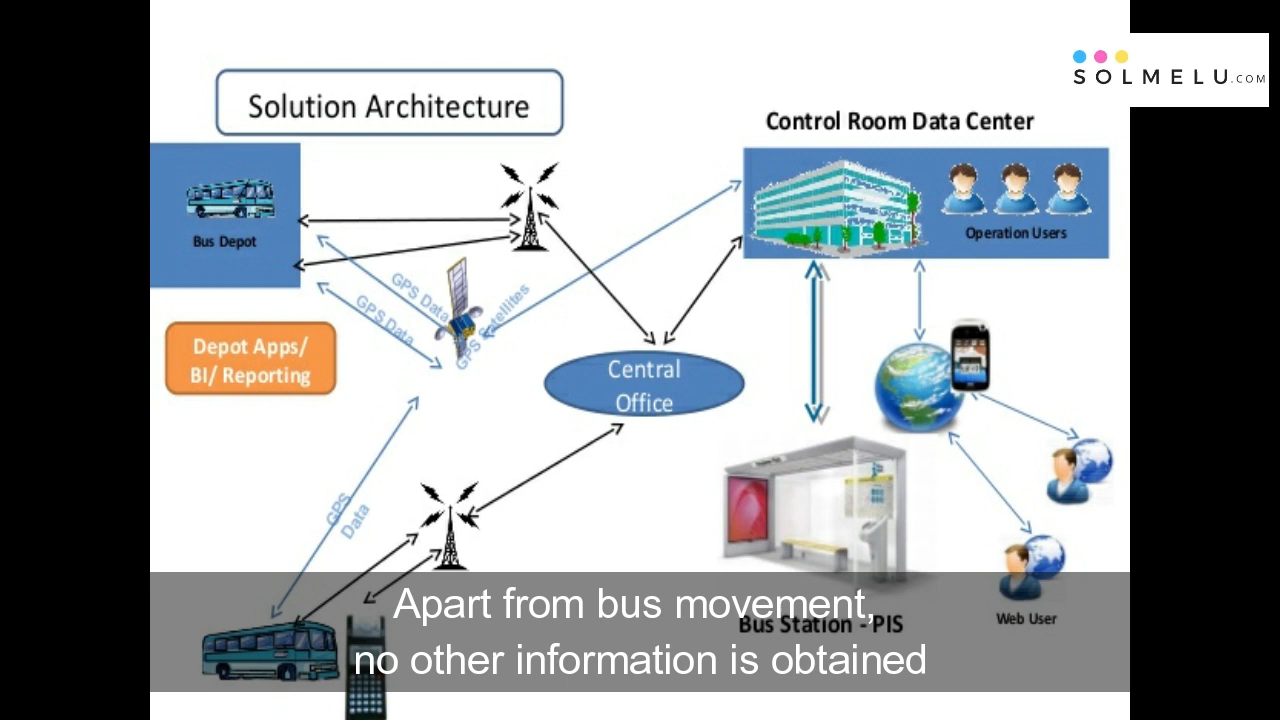 SOLMELU.COM
Solution Architecture
Control Room Data Center
Bus Depot
Operation Users
GPS Data
GPS Data
GPS Satellites
Depot Apps/
BI/ Reporting
Central
Office
GPS
Data
Bus Station - PIS
Web User
Apart from bus movement,
no other information is obtained